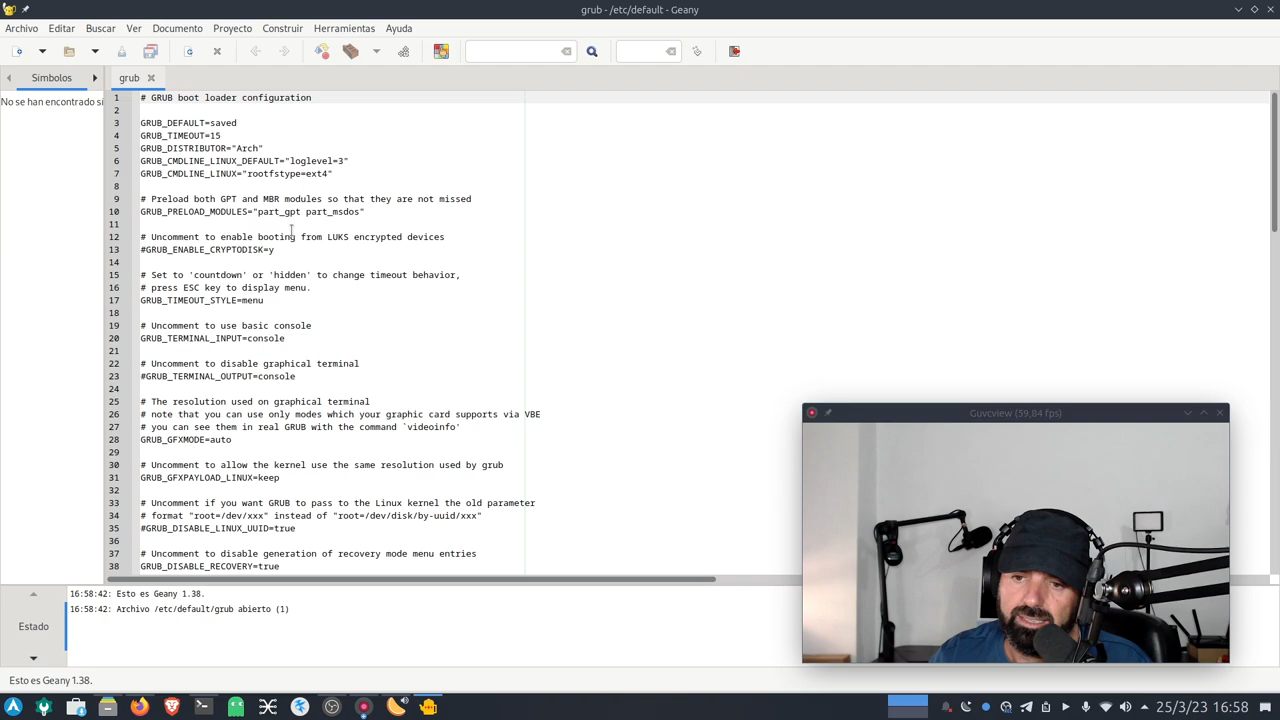 grub - /etc/default - Geany
Archivo Editar Buscar Ver Documento Proyecto Construir Herramientas Ayuda
Símbolos
grub
No se han encontrado sí
1 # GRUB boot loader configuration
2
3 GRUB_DEFAULT=saved
4 GRUB_TIMEOUT=15
5 GRUB_DISTRIBUTOR="Arch"
6 GRUB_CMDLINE_LINUX_DEFAULT="loglevel=3"
7 GRUB_CMDLINE_LINUX="rootfstype=ext4"
8
9 # Preload both GPT and MBR modules so that they are not missed
10 GRUB_PRELOAD_MODULES="part_gpt part_msdos"
11
12 # Uncomment to enable booting from LUKS encrypted devices
13 #GRUB_ENABLE_CRYPTODISK=y
14
15 # Set to 'countdown' or 'hidden' to change timeout behavior,
16 # press ESC key to display menu.
17 GRUB_TIMEOUT_STYLE=menu
18
19 # Uncomment to use basic console
20 GRUB_TERMINAL_INPUT=console
21
22 # Uncomment to disable graphical terminal
23 #GRUB_TERMINAL_OUTPUT=console
24
25 # The resolution used on graphical terminal
26 # note that you can use only modes which your graphic card supports via VBE
27 # you can see them in real GRUB with the command `videoinfo'
28 GRUB_GFXMODE=auto
29
30 # Uncomment to allow the kernel use the same resolution used by grub
31 GRUB_GFXPAYLOAD_LINUX=keep
32
33 # Uncomment if you want GRUB to pass to the Linux kernel the old parameter
34 # format "root=/dev/xxx" instead of "root=/dev/disk/by-uuid/xxx"
35 #GRUB_DISABLE_LINUX_UUID=true
36
37 # Uncomment to disable generation of recovery mode menu entries
38 GRUB_DISABLE_RECOVERY=true
Guvcview (59,84 fps)
Estado
16:58:42: Esto es Geany 1.38.
16:58:42: Archivo /etc/default/grub abierto (1)
Esto es Geany 1.38.
25/3/23 16:58